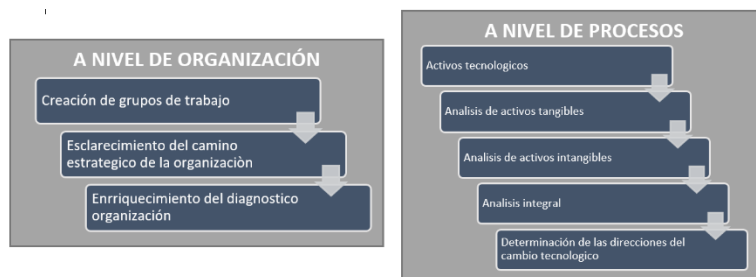 A NIVEL DE ORGANIZACIÓN
Creación de grupos de trabajo
Esclarecimiento del camino
estrategico de la organizaciòn
Enrriquecimiento del diagnostico
organización
A NIVEL DE PROCESOS
Activos tecnologicos
Analisis de activos tangibles
Analisis de activos intangibles
Analisis integral
Determinación de las direcciones del
cambio tecnologico